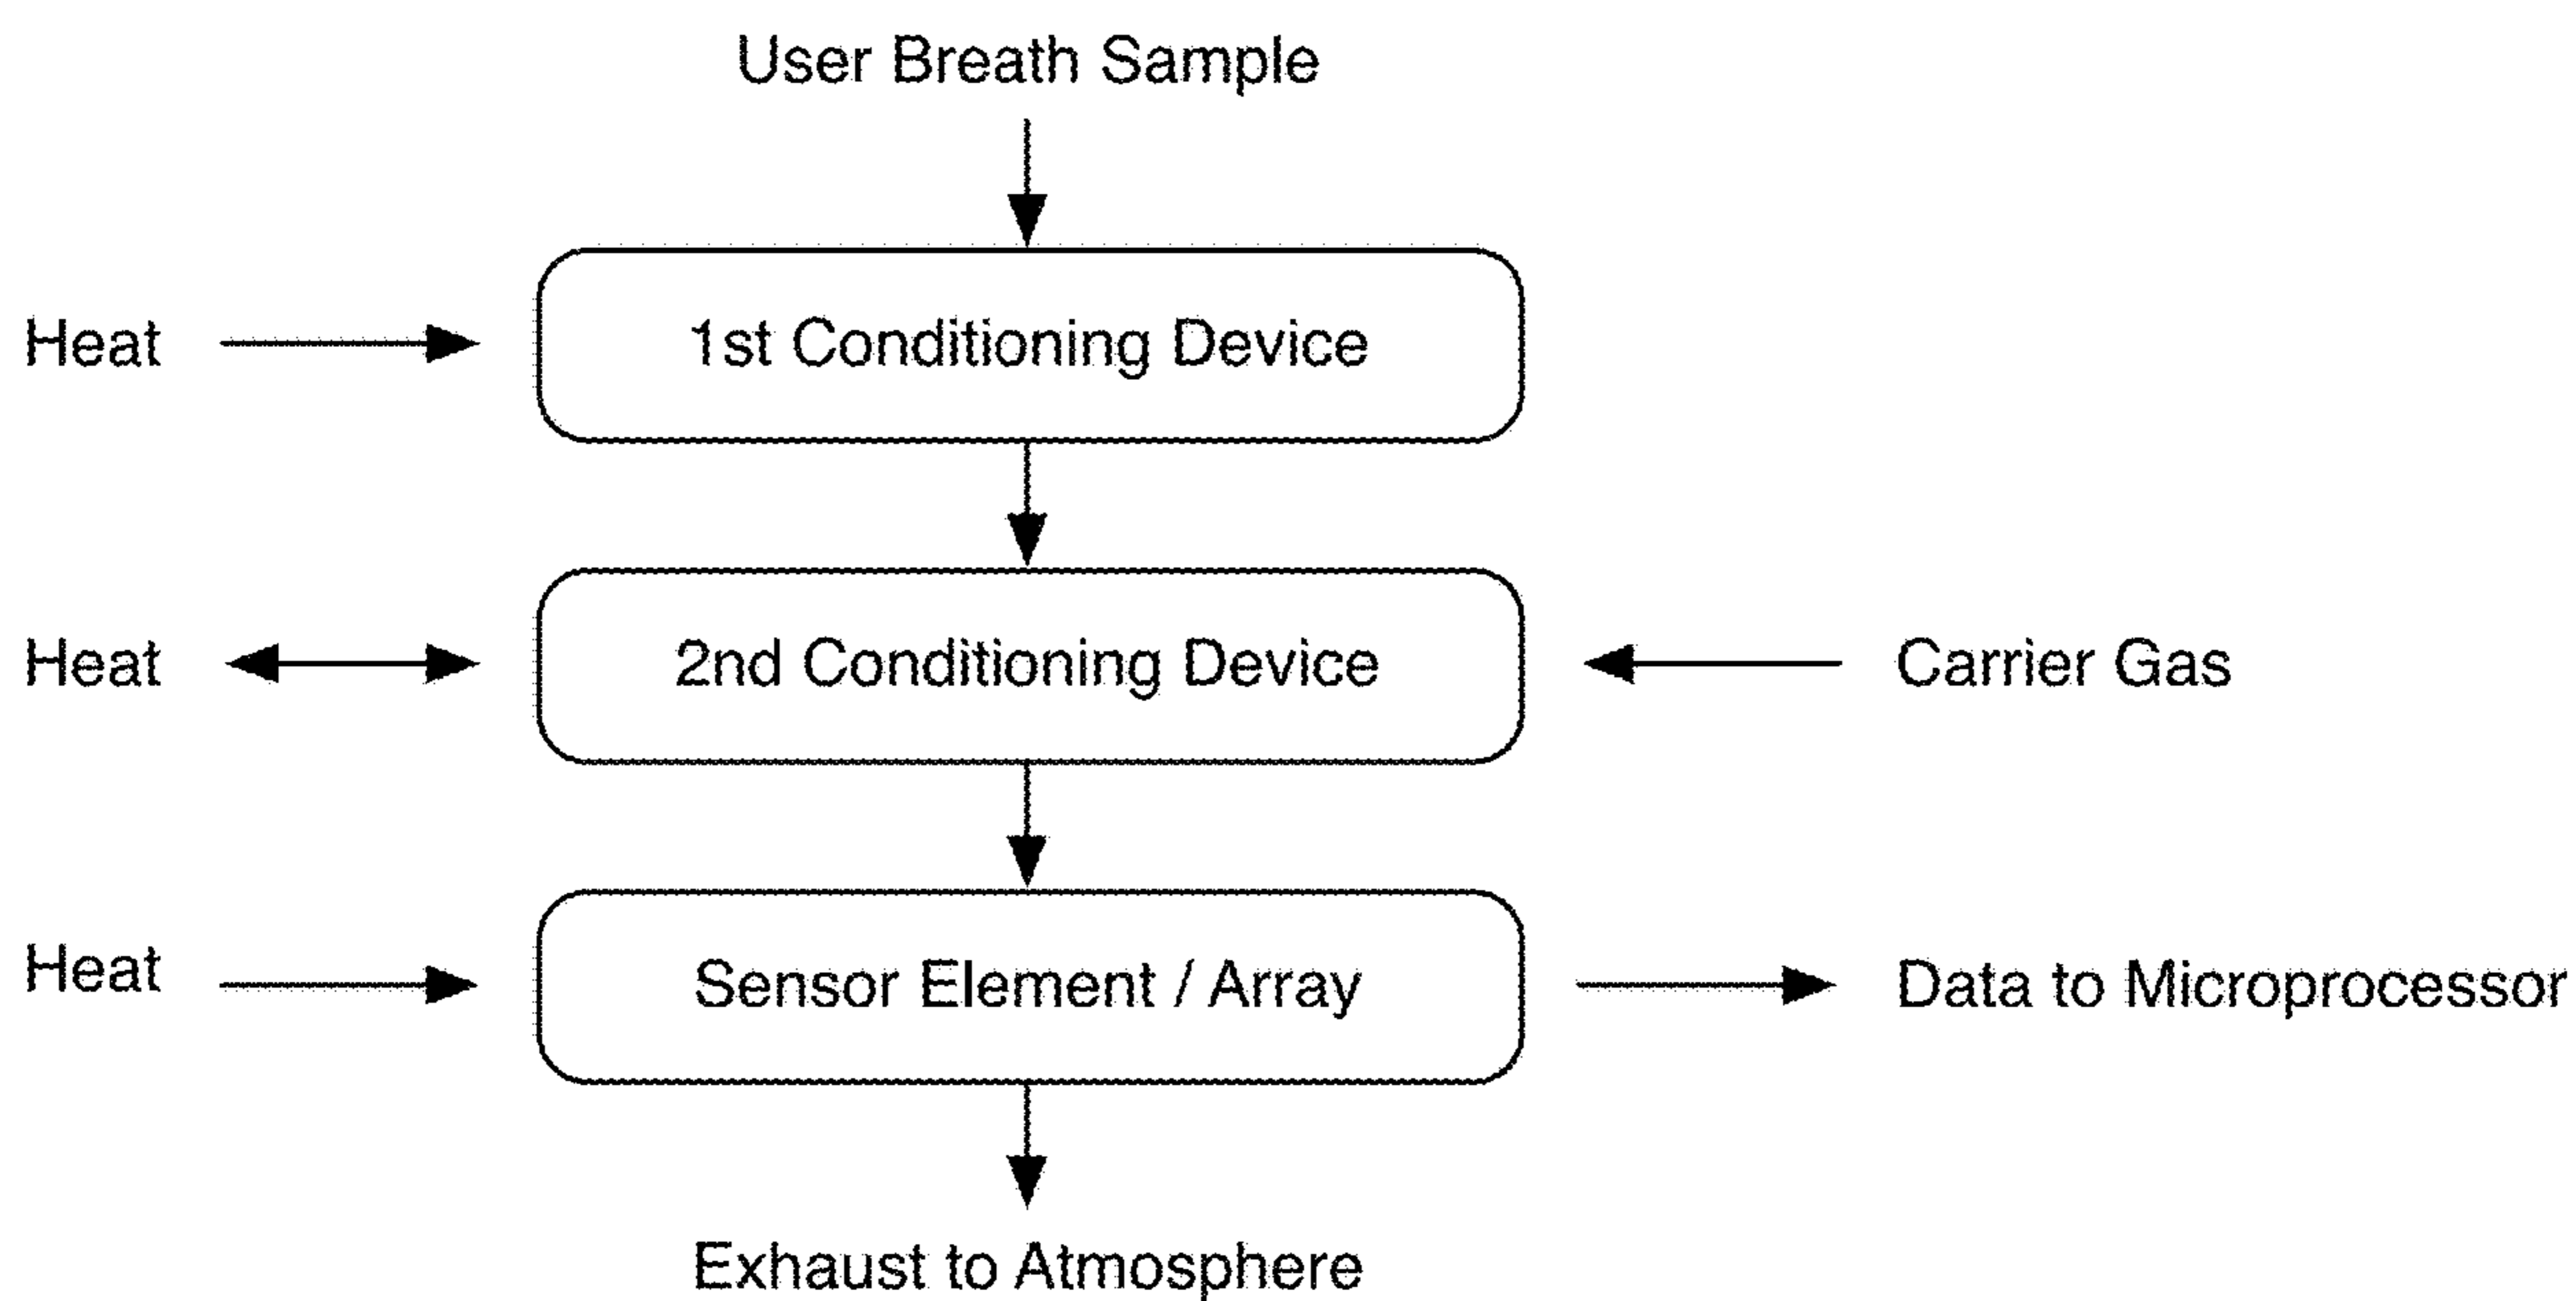 User Breath Sample
Heat
1st Conditioning Device
Heat
2nd Conditioning Device
Carrier Gas
Heat
Sensor Element / Array
Data to Microprocessor
Exhaust to Atmosphere